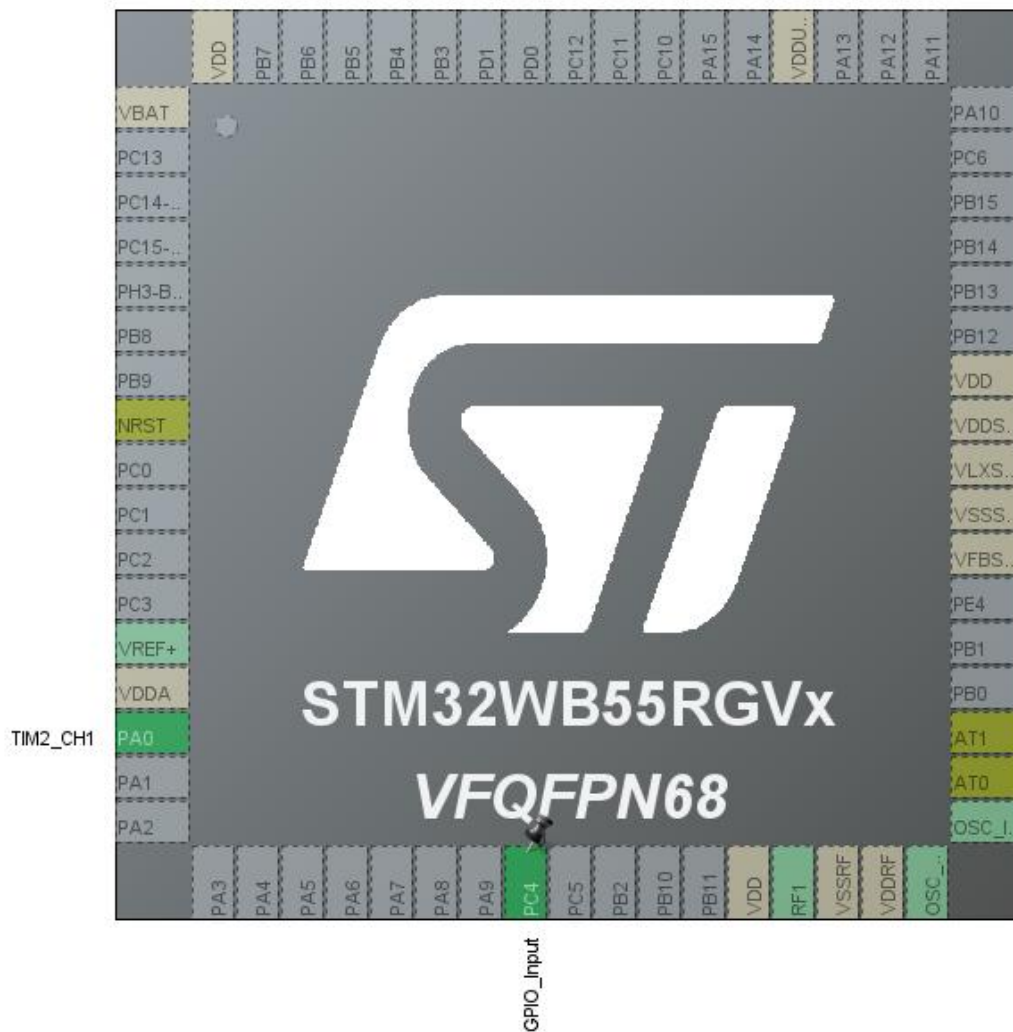 VDD
PB7
PB6
PB5
PB4
PB3
PD1
PD0
PC12
PC11
PC10
PA15
PA14
VDDU..
PA13
PA12
PA11
VBAT
PC13
PC14-..
PC15-..
PH3-B..
PB8
PB9
NRST
PC0
PC1
PC2
PC3
VREF+
VDDA
TIM2_CH1 PA0
PA1
PA2
PA10
PC6
PB15
PB14
PB13
PB12
VDD
VDDS..
VLXS..
VSSS..
VFBS..
PE4
PB1
PB0
AT1
AT0
OSC_I..
ST
STM32WB55RGVx
VFQFPN68
PA3
PA4
PA5
PA6
PA7
PA8
PA9
PC4
PC5
PB2
PB10
PB11
VDD
RF1
VSSRF
VDDRF
OSC_..
GPIO_Input